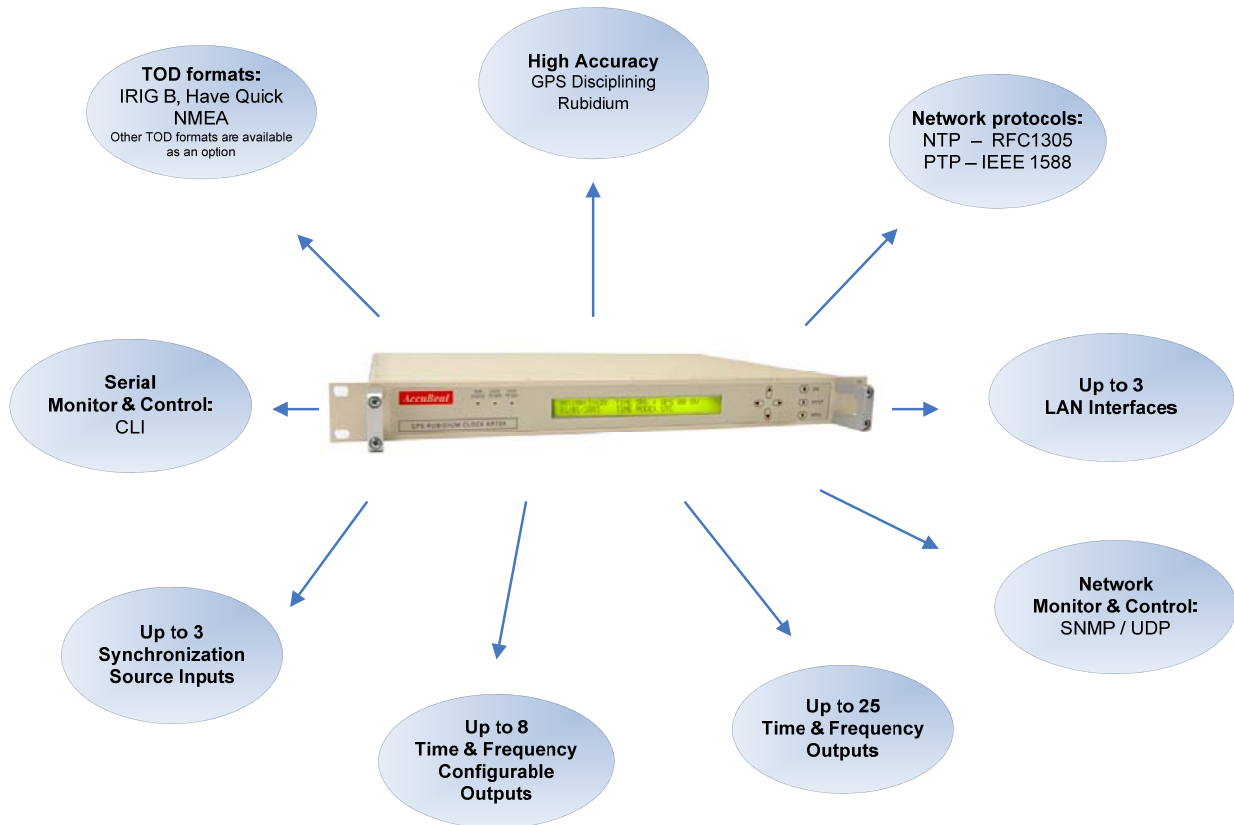 High Accuracy
GPS Disciplining
Rubidium
TOD formats:
IRIG B, Have Quick
NMEA
Other TOD formats are available
as an option
Network protocols:
NTP – RFC1305
PTP – IEEE 1588
Serial
Monitor & Control:
CLI
AccuBeat
GPS-RUBIDIUM CLOCK
Up to 3
LAN Interfaces
Network
Monitor & Control:
SNMP / UDP
Up to 3
Synchronization
Source Inputs
Up to 8
Time & Frequency
Configurable
Outputs
Up to 25
Time & Frequency
Outputs